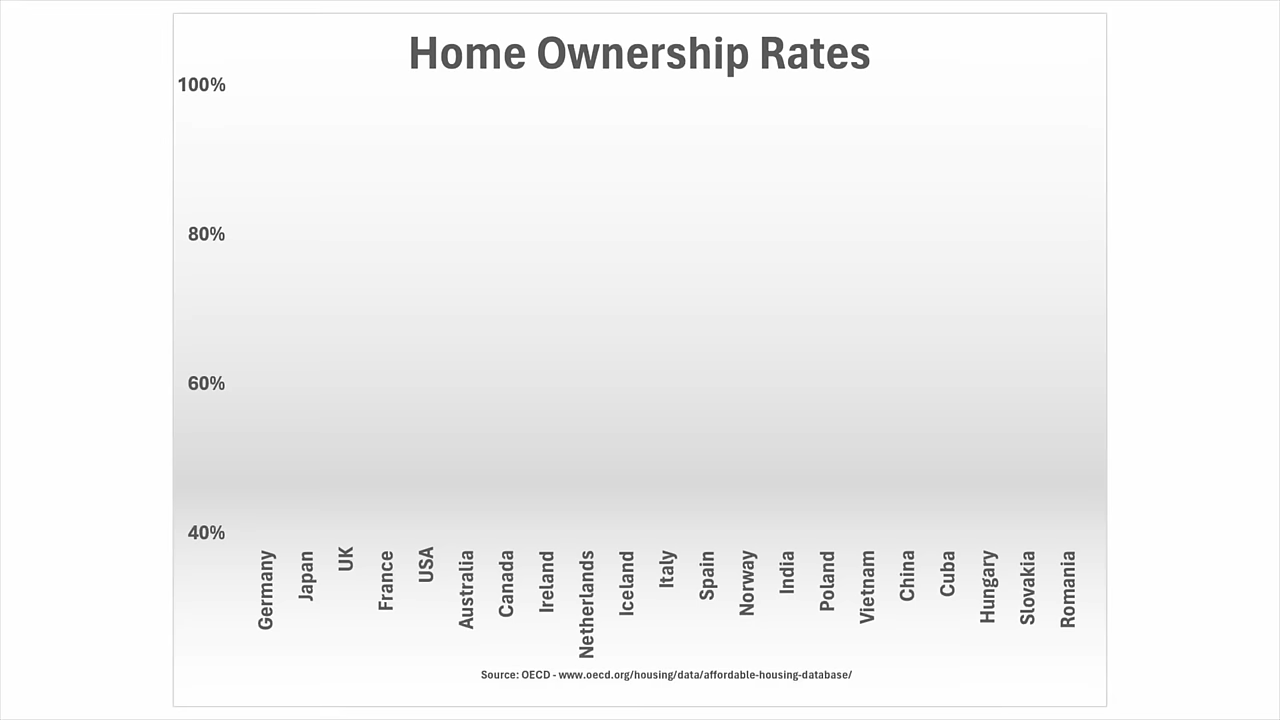 Home Ownership Rates
100%
80%
60%
40%
Germany
Japan
UK
France
USA
Australia
Canada
Ireland
Netherlands
Iceland
Italy
Spain
Norway
India
Poland
Vietnam
China
Cuba
Hungary
Slovakia
Romania
Source: OECD - www.oecd.org/housing/data/affordable-housing-database/